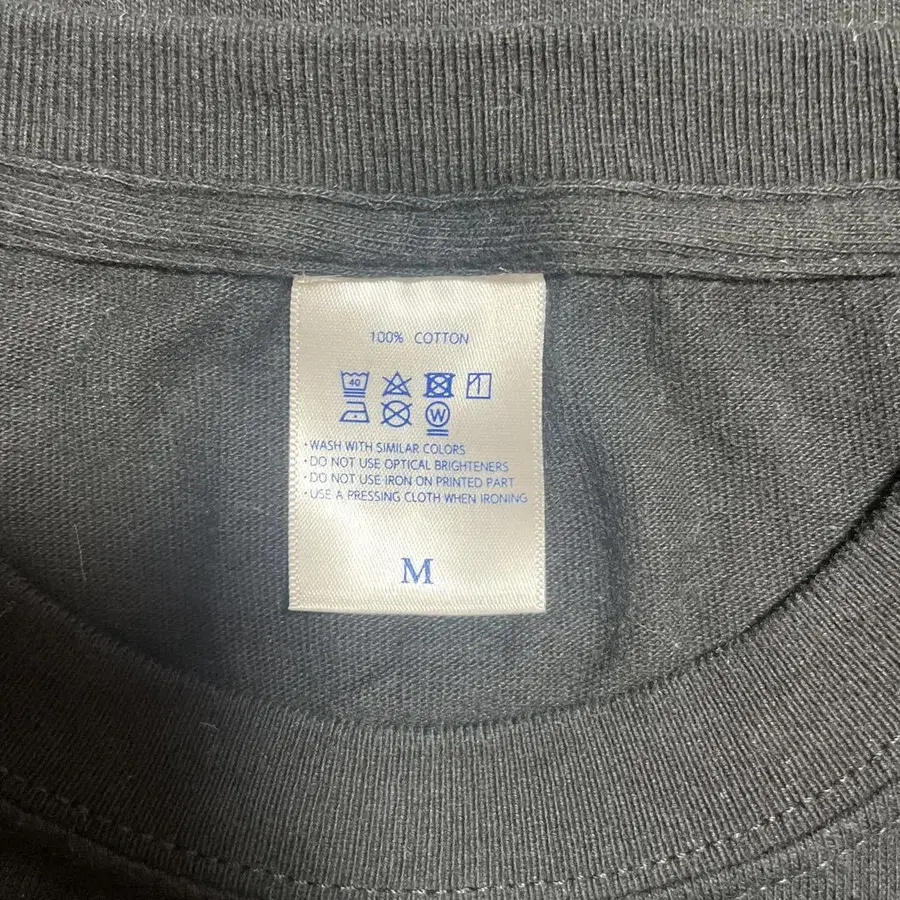 100% COTTON
40
W
·WASH WITH SIMILAR COLORS
·DO NOT USE OPTICAL BRIGHTENERS
·DO NOT USE IRON ON PRINTED PART
·USE A PRESSING CLOTH WHEN IRONING
M